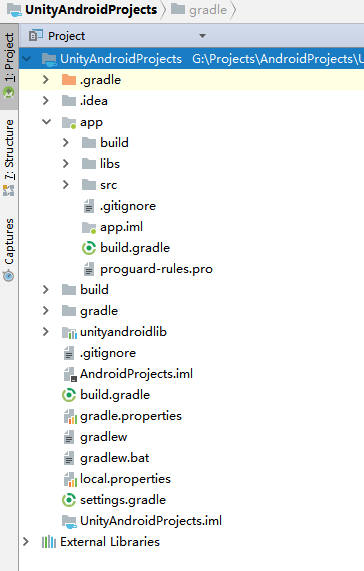 UnityAndroidProjects gradle
Project
UnityAndroidProjects G:\Projects\AndroidProjects\U
.gradle
.idea
app
build
libs
src
.gitignore
app.iml
build.gradle
proguard-rules.pro
build
gradle
unityandroidlib
.gitignore
AndroidProjects.iml
build.gradle
gradle.properties
gradlew
gradlew.bat
local.properties
settings.gradle
UnityAndroidProjects.iml
External Libraries
1: Project
7: Structure
Captures